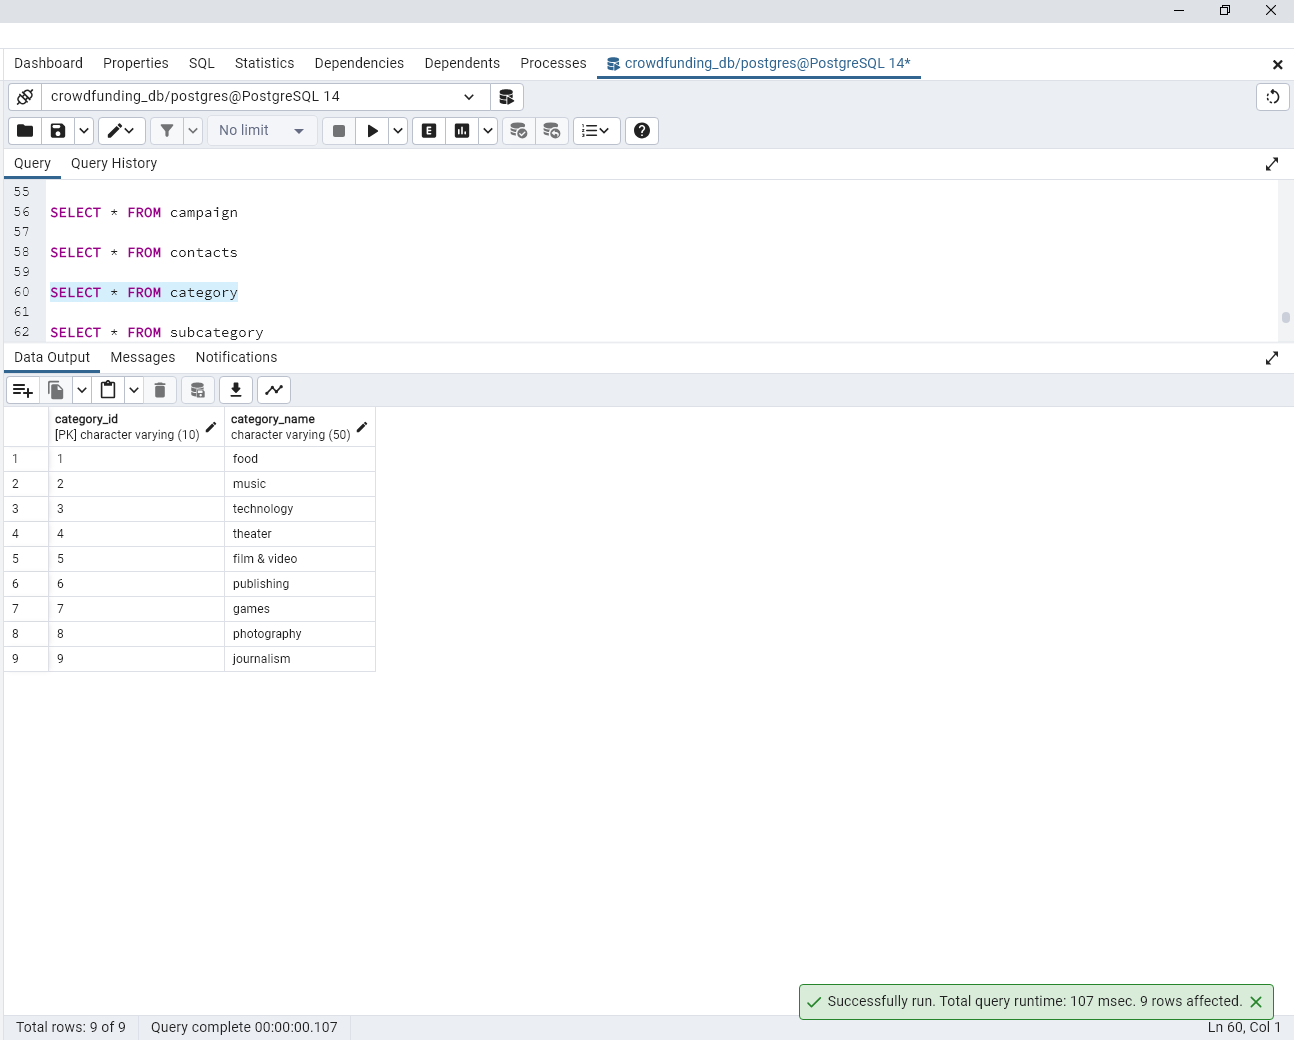 Dashboard Properties SQL Statistics Dependencies Dependents Processes crowdfunding_db/postgres@PostgreSQL 14*
crowdfunding_db/postgres@PostgreSQL 14
No limit E
Query Query History
55
56 SELECT * FROM campaign
57
58 SELECT * FROM contacts
59
60 SELECT * FROM category
61
62 SELECT * FROM subcategory
Data Output Messages Notifications
category_id category_name
[PK] character varying (10) character varying (50)
1 1 food
2 2 music
3 3 technology
4 4 theater
5 5 film & video
6 6 publishing
7 7 games
8 8 photography
9 9 journalism
Successfully run. Total query runtime: 107 msec. 9 rows affected.
Total rows: 9 of 9 Query complete 00:00:00.107 Ln 60, Col 1